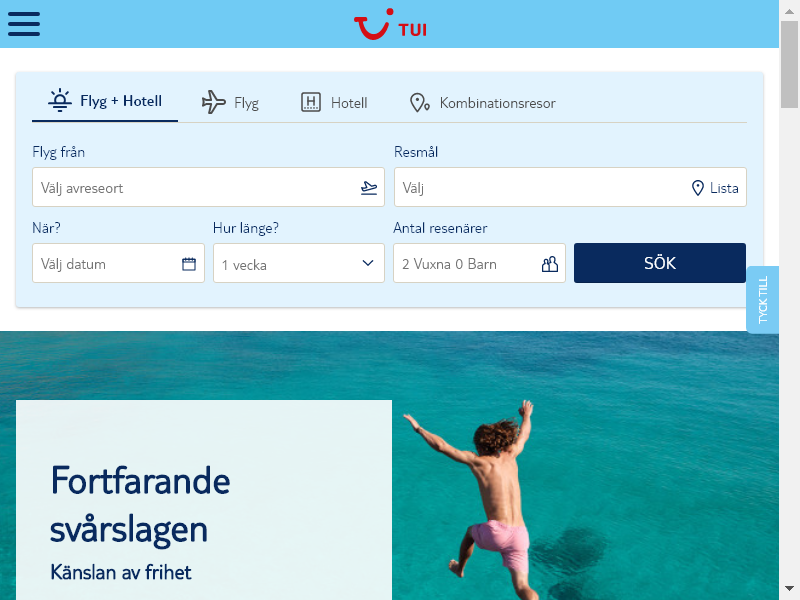 TUI
Flyg + Hotell
Flyg
H
Hotell
Kombinationsresor
Flyg från
Resmål
Välj avreseort
Välj
Lista
När?
Hur länge?
Antal resenärer
Välj datum
1 vecka
2 Vuxna 0 Barn
SÖK
TYCK TILL
Fortfarande
svårslagen
Känslan av frihet